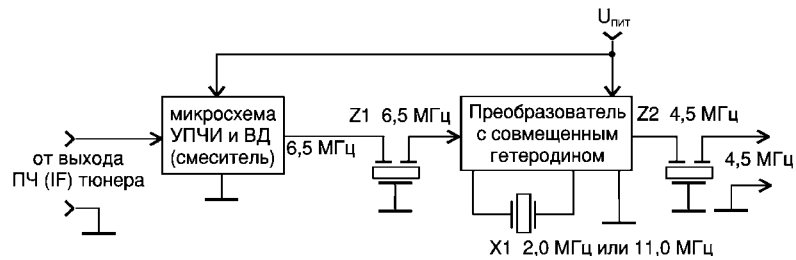 Uпит
микросхема
УПЧИ и ВД
(смеситель)
6,5 МГц
Z1 6,5 МГц
Преобразователь
с совмещенным
гетеродином
Z2 4,5 МГц
4,5 МГц
от выхода
ПЧ (IF) тюнера
X1 2,0 МГц или 11,0 МГц